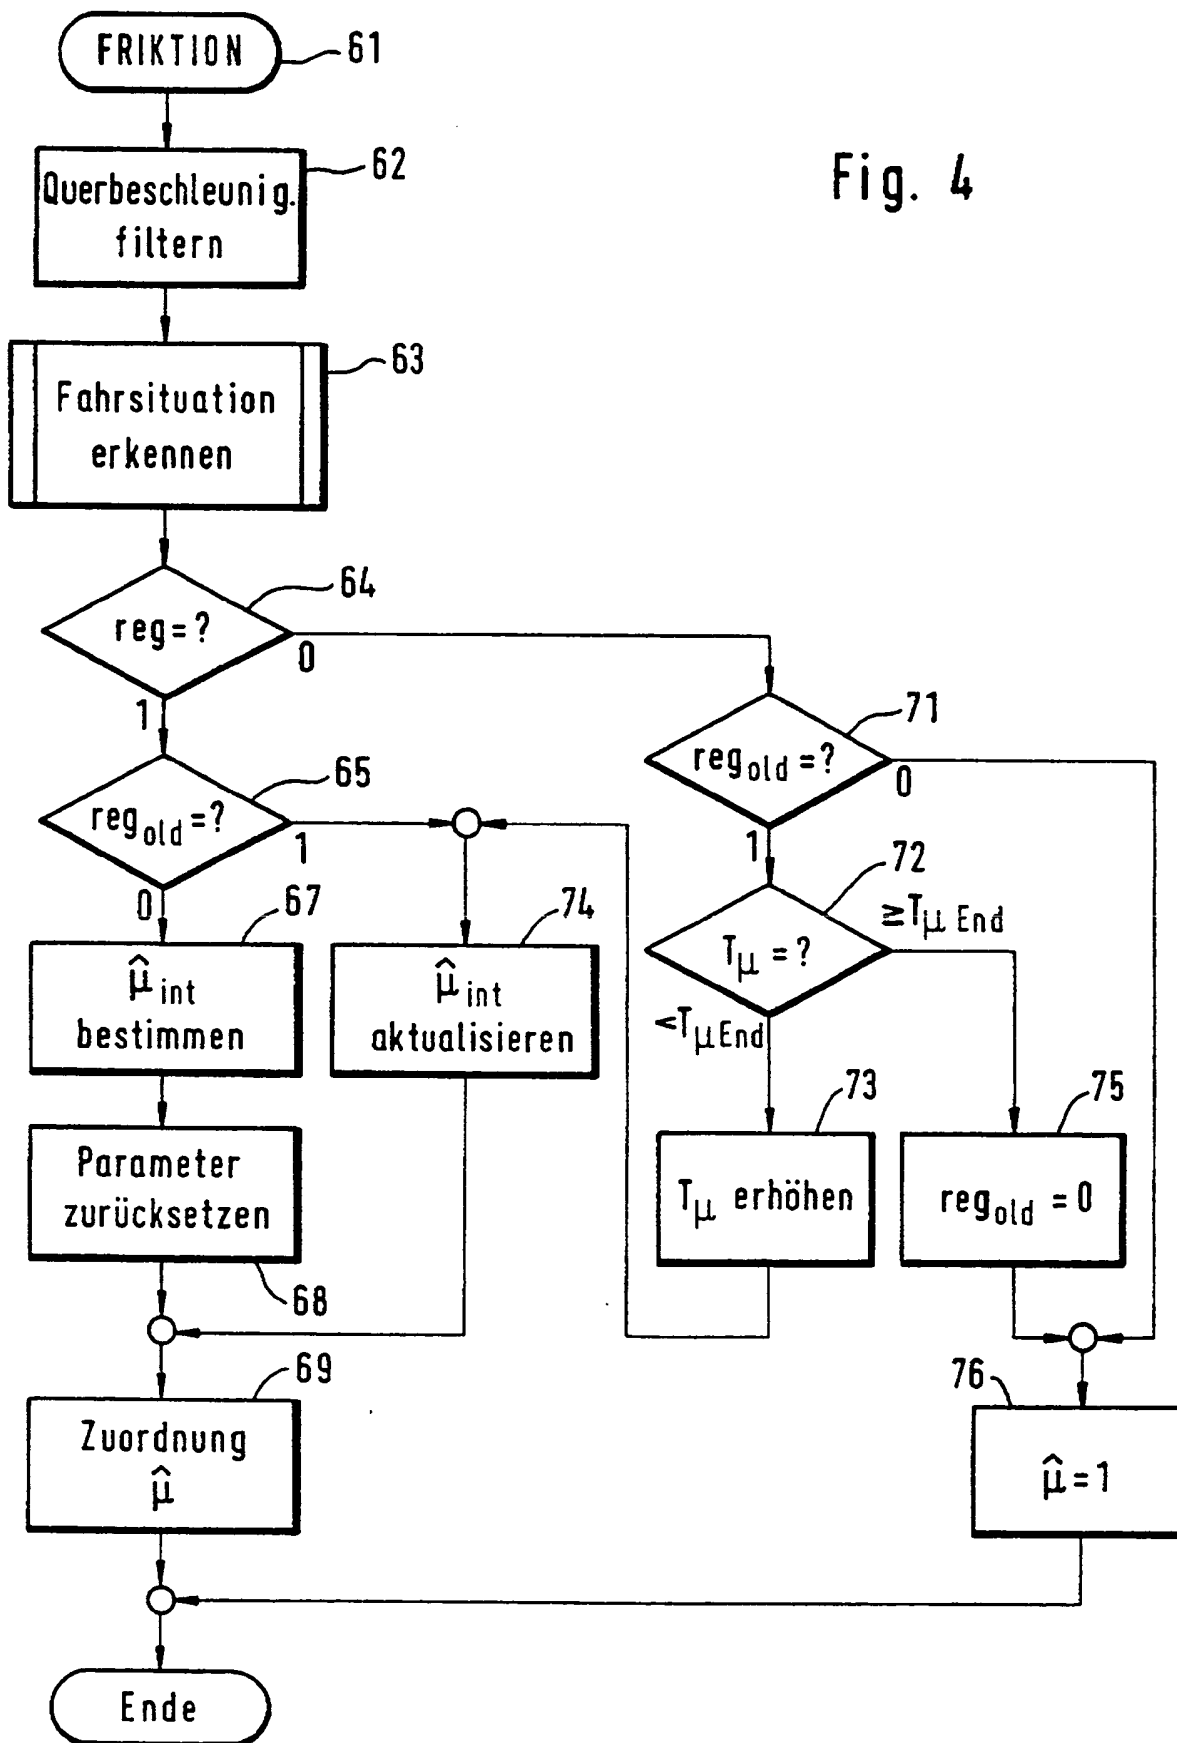 FRIKTION
61
Fig. 4
62
Querbeschleunig.
filtern
63
Fahrsituation
erkennen
64
reg=?
0
1
71
reg_old=?
0
1
65
reg_old=?
1
0
72
T_μ=?
≥T_μ End
<T_μ End
67
μ̂_int
bestimmen
74
μ̂_int
aktualisieren
73
T_μ erhöhen
75
reg_old = 0
Parameter
zurücksetzen
68
69
Zuordnung
μ̂
76
μ̂=1
Ende